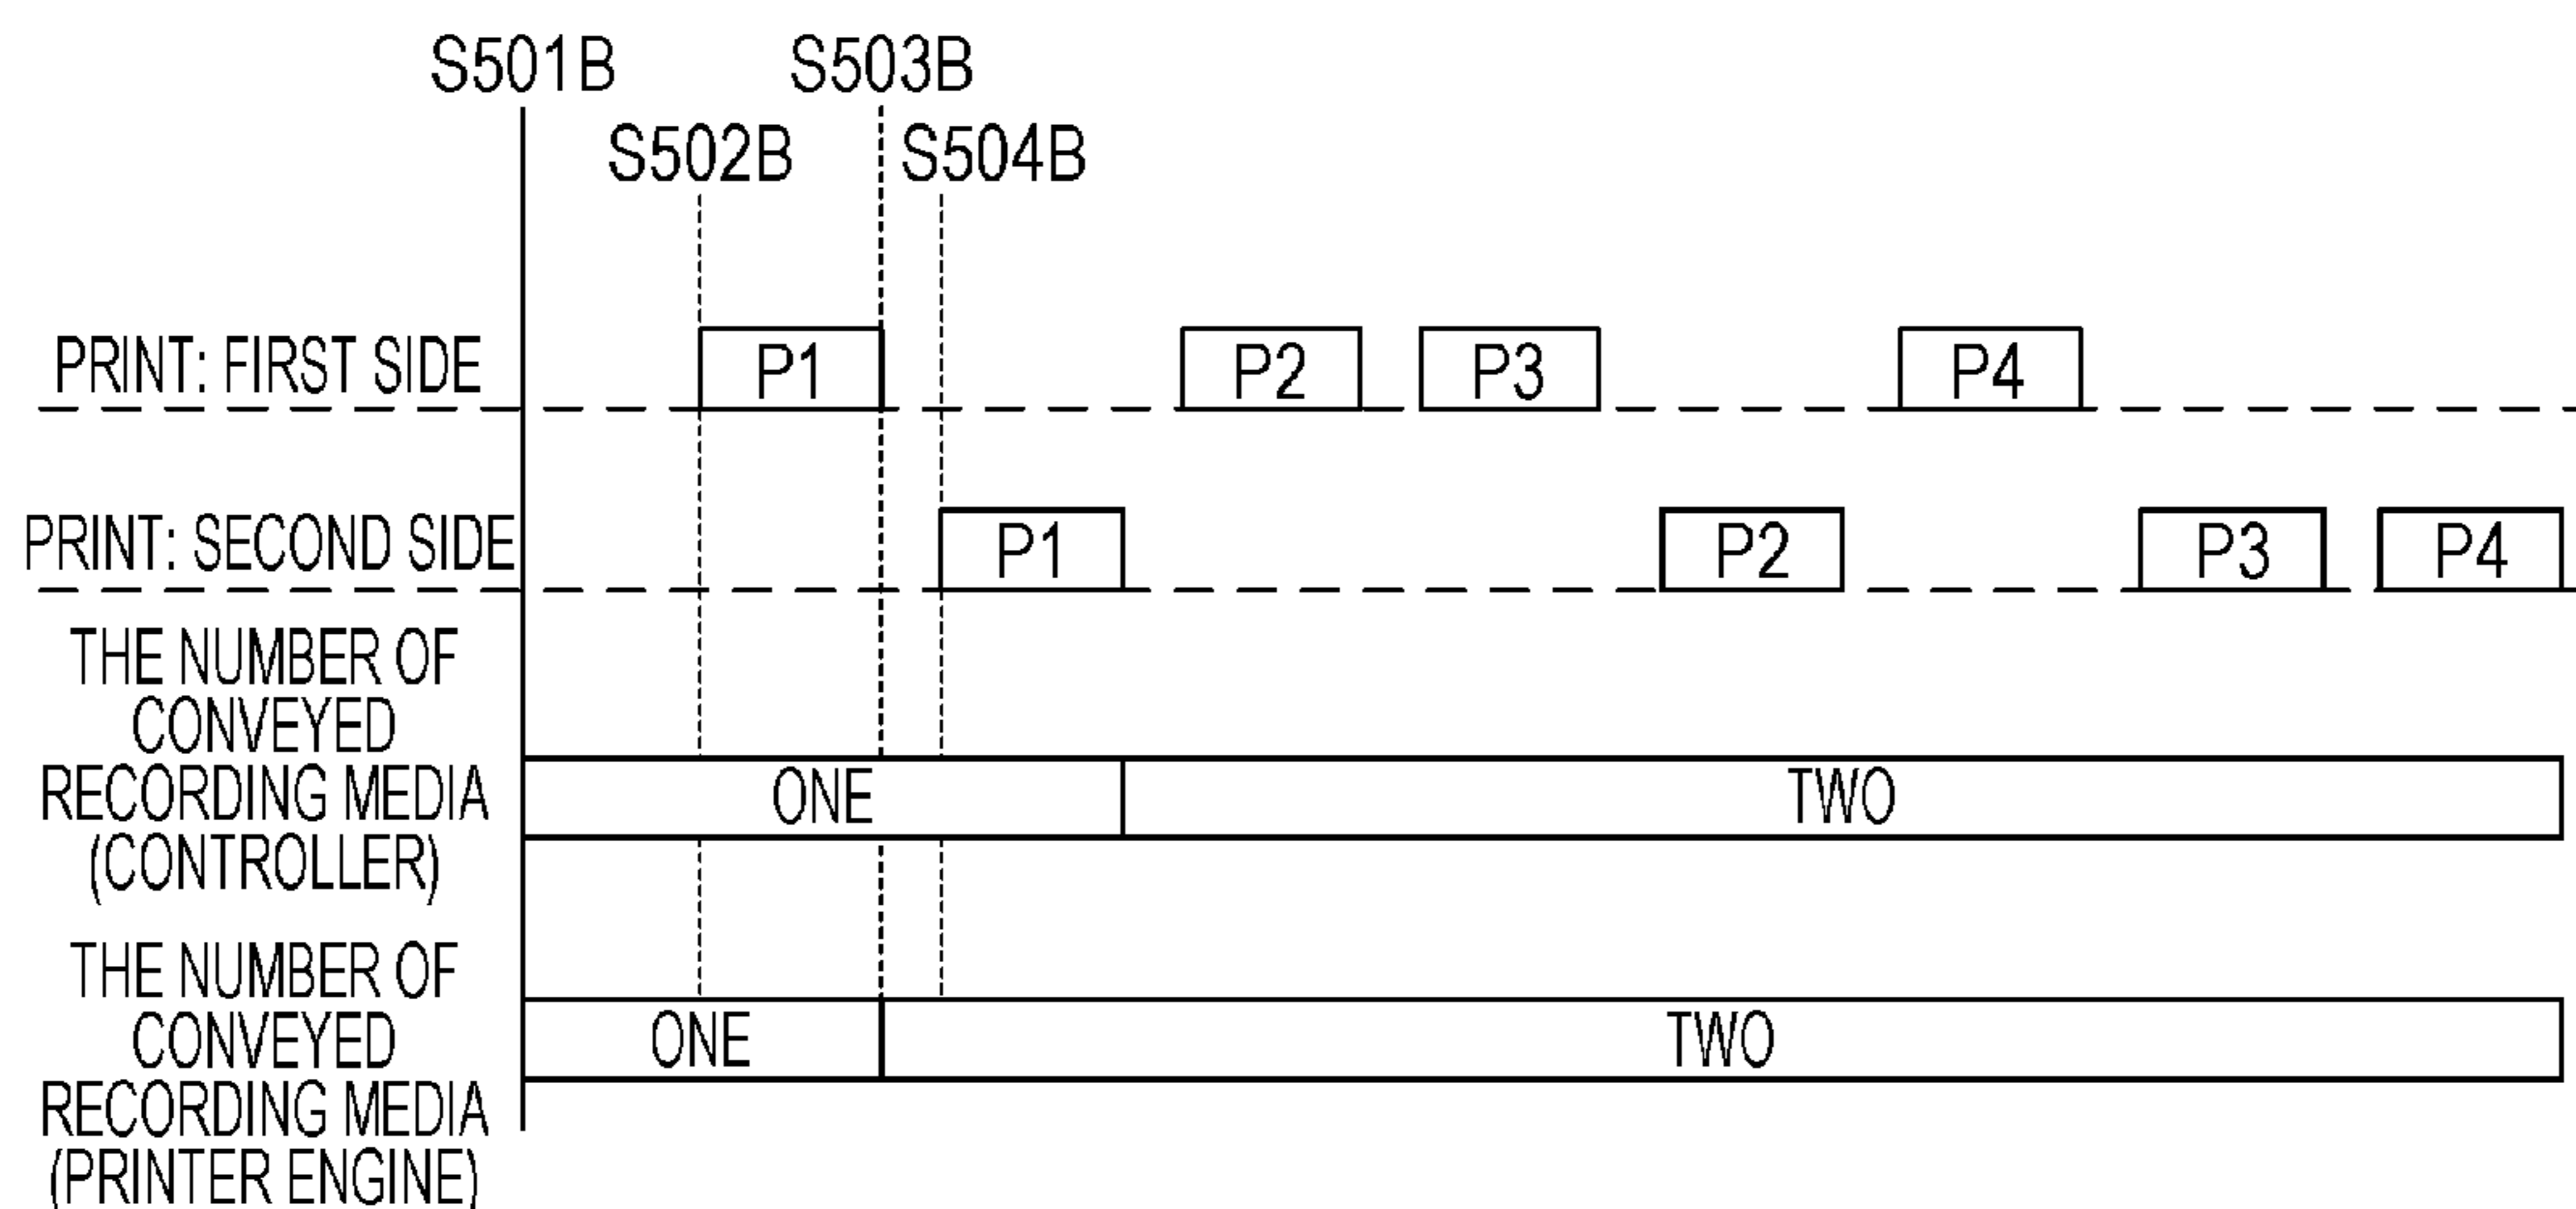 S501B
S503B
S502B
S504B
PRINT: FIRST SIDE
P1
P2
P3
P4
PRINT: SECOND SIDE
P1
P2
P3
P4
THE NUMBER OF
CONVEYED
RECORDING MEDIA
(CONTROLLER)
ONE
TWO
THE NUMBER OF
CONVEYED
RECORDING MEDIA
(PRINTER ENGINE)
ONE
TWO